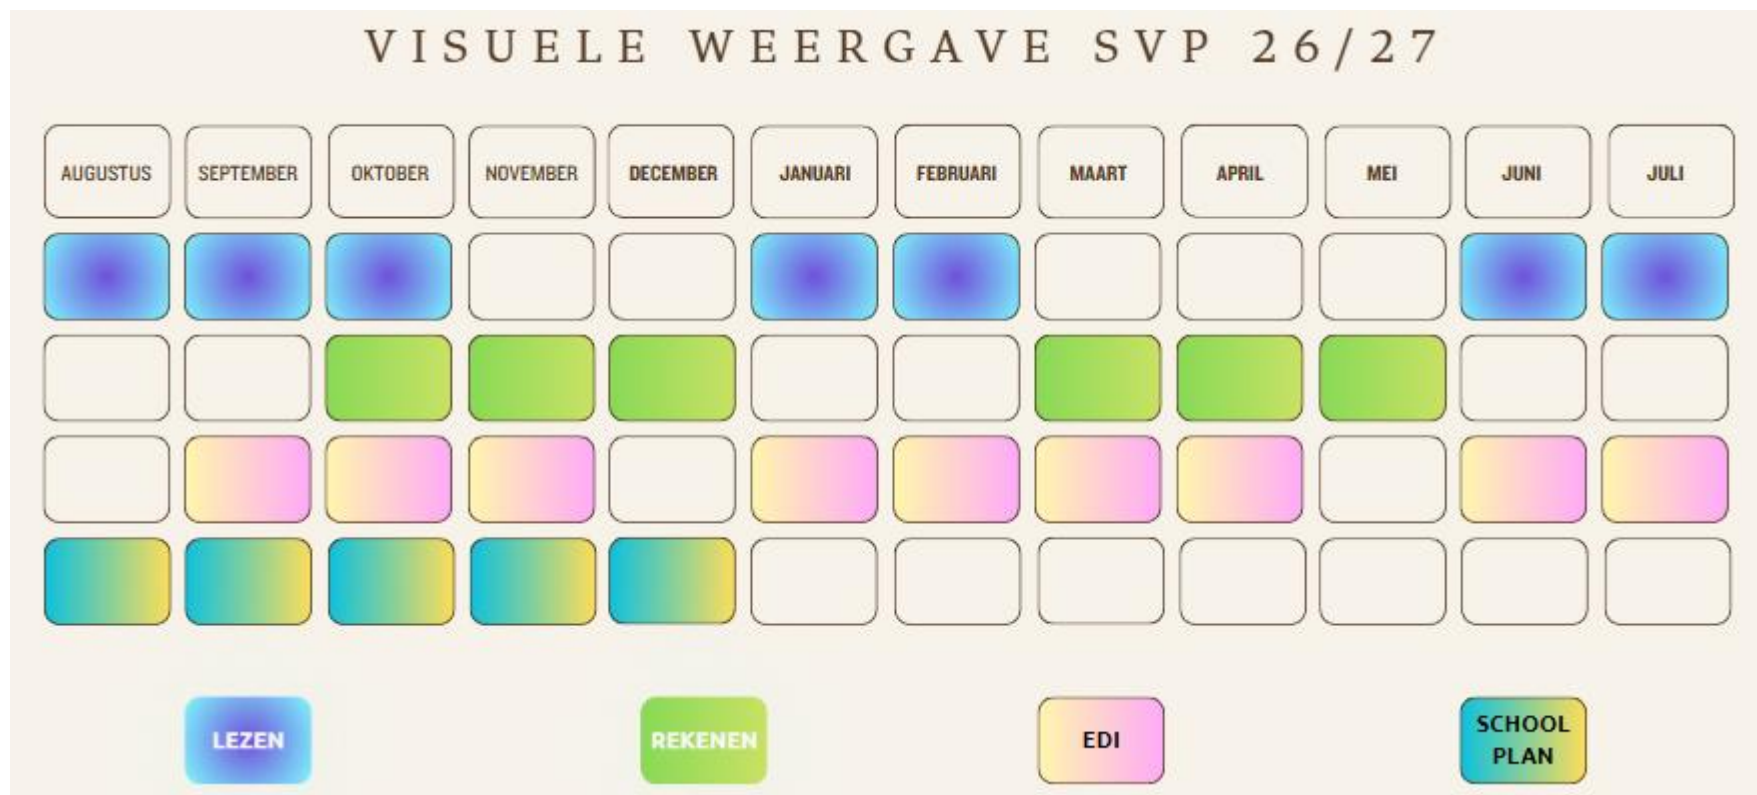 VISUELE WEERGAVE SVP 26/27
AUGUSTUS SEPTEMBER OKTOBER NOVEMBER DECEMBER JANUARI FEBRUARI MAART APRIL MEI JUNI JULI
LEZEN REKENEN EDI SCHOOL PLAN